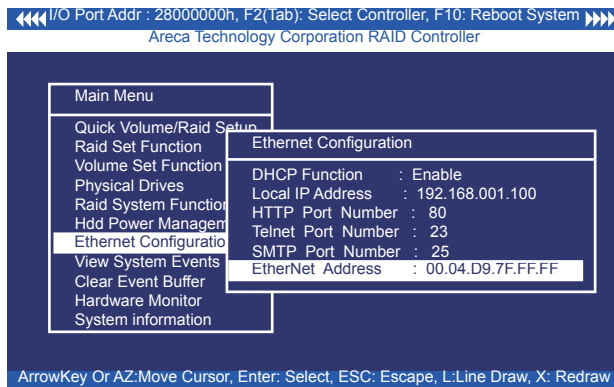 I/O Port Addr : 28000000h, F2(Tab): Select Controller, F10: Reboot System
Areca Technology Corporation RAID Controller
Main Menu
Quick Volume/Raid Setup
Raid Set Function
Volume Set Function
Physical Drives
Raid System Function
Hdd Power Managem
Ethernet Configuratio
View System Events
Clear Event Buffer
Hardware Monitor
System information
Ethernet Configuration
DHCP Function : Enable
Local IP Address : 192.168.001.100
HTTP Port Number : 80
Telnet Port Number : 23
SMTP Port Number : 25
EtherNet Address : 00.04.D9.7F.FF.FF
ArrowKey Or AZ:Move Cursor, Enter: Select, ESC: Escape, L:Line Draw, X: Redraw